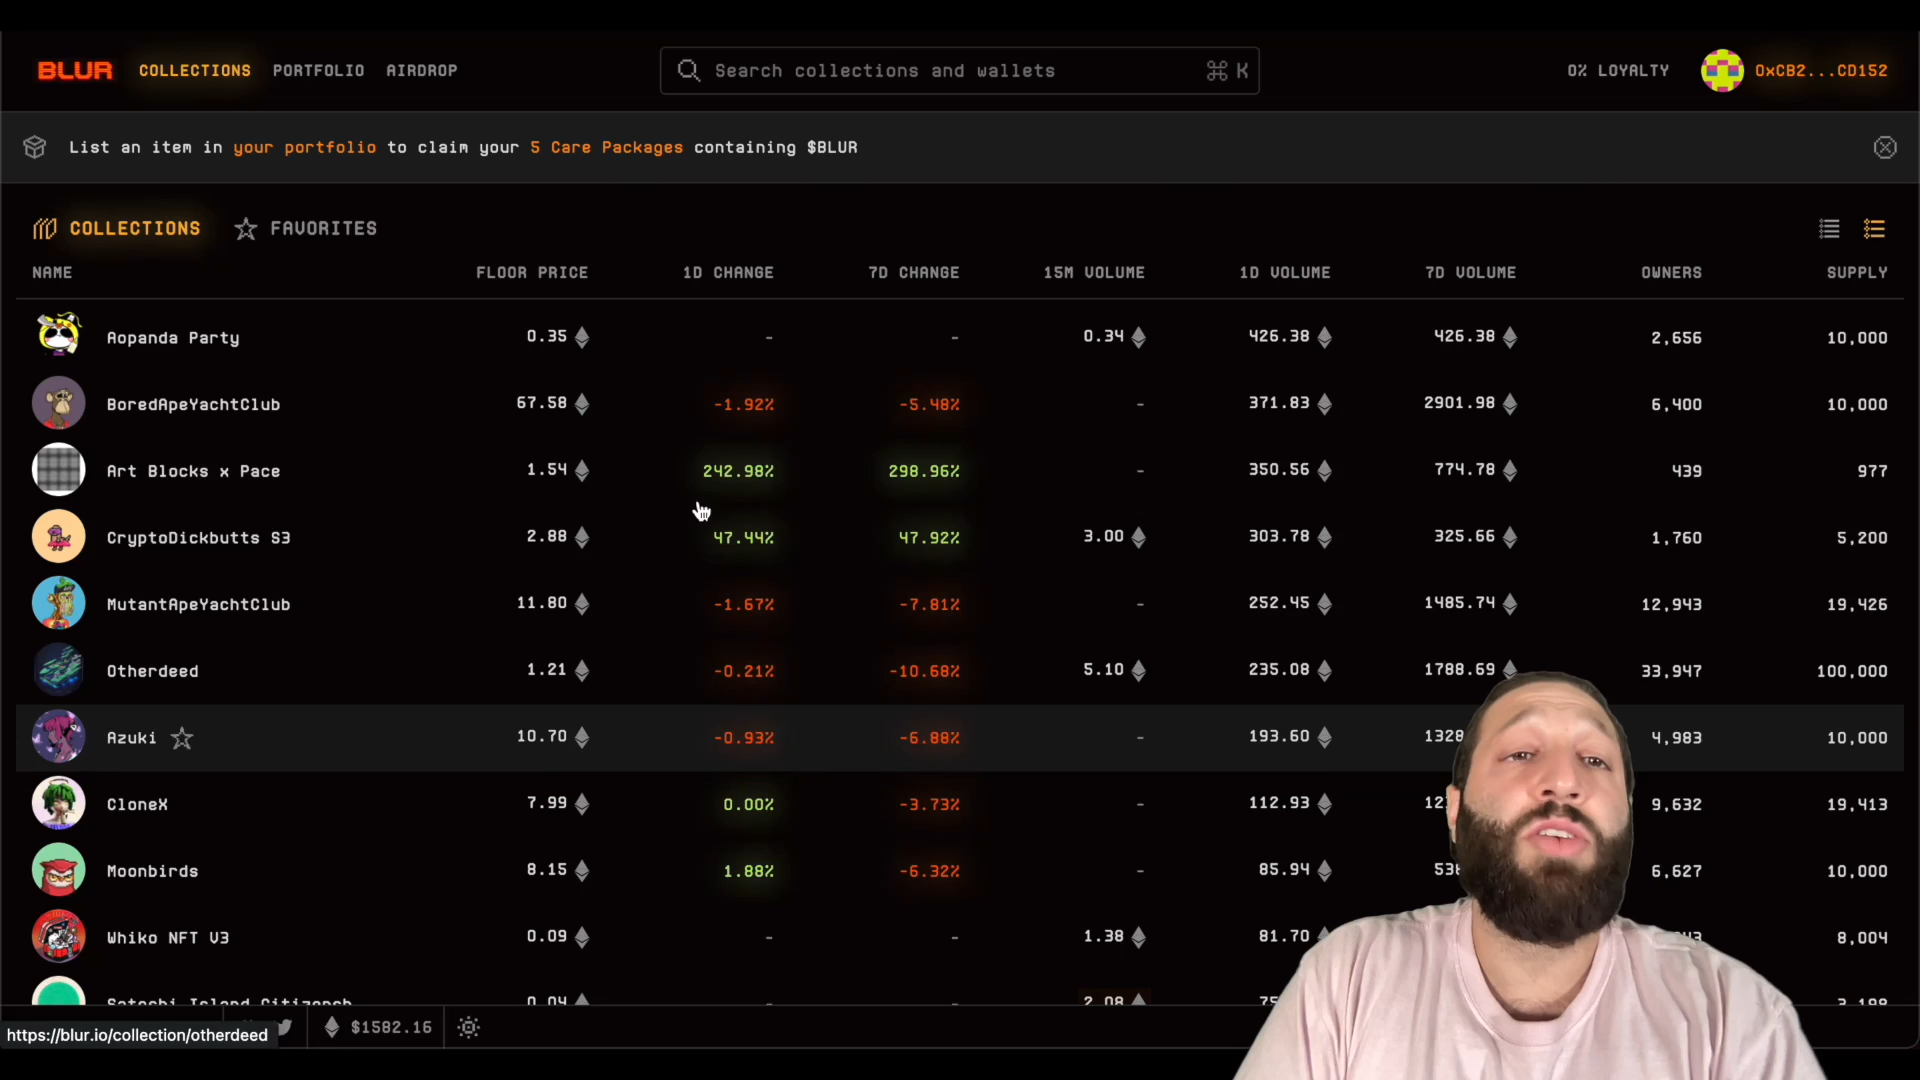 BLUR COLLECTIONS PORTFOLIO AIRDROP Search collections and wallets ⌘ K 0% LOYALTY 0xCB2...CD152
List an item in your portfolio to claim your 5 Care Packages containing $BLUR
COLLECTIONS FAVORITES
NAME FLOOR PRICE 1D CHANGE 7D CHANGE 15M VOLUME 1D VOLUME 7D VOLUME OWNERS SUPPLY
Aopanda Party 0.35 - - 0.34 426.38 426.38 2,656 10,000
BoredApeYachtClub 67.58 -1.92% -5.48% - 371.83 2901.98 6,400 10,000
Art Blocks x Pace 1.54 242.98% 298.96% - 350.56 774.78 439 977
CryptoDickbutts S3 2.88 47.44% 47.92% 3.00 303.78 325.66 1,760 5,200
MutantApeYachtClub 11.80 -1.67% -7.81% - 252.45 1485.74 12,943 19,426
Otherdeed 1.21 -0.21% -10.68% 5.10 235.08 1788.69 33,947 100,000
Azuki 10.70 -0.93% -6.88% - 193.60 1328 4,983 10,000
CloneX 7.99 0.00% -3.73% - 112.93 9,632 19,413
Moonbirds 8.15 1.88% -6.32% - 85.94 6,627 10,000
Whiko NFT V3 0.09 - - 1.38 81.70 8,004
Satoshi Island 0.04 - - 2.08
https://blur.io/collection/otherdeed $1582.16